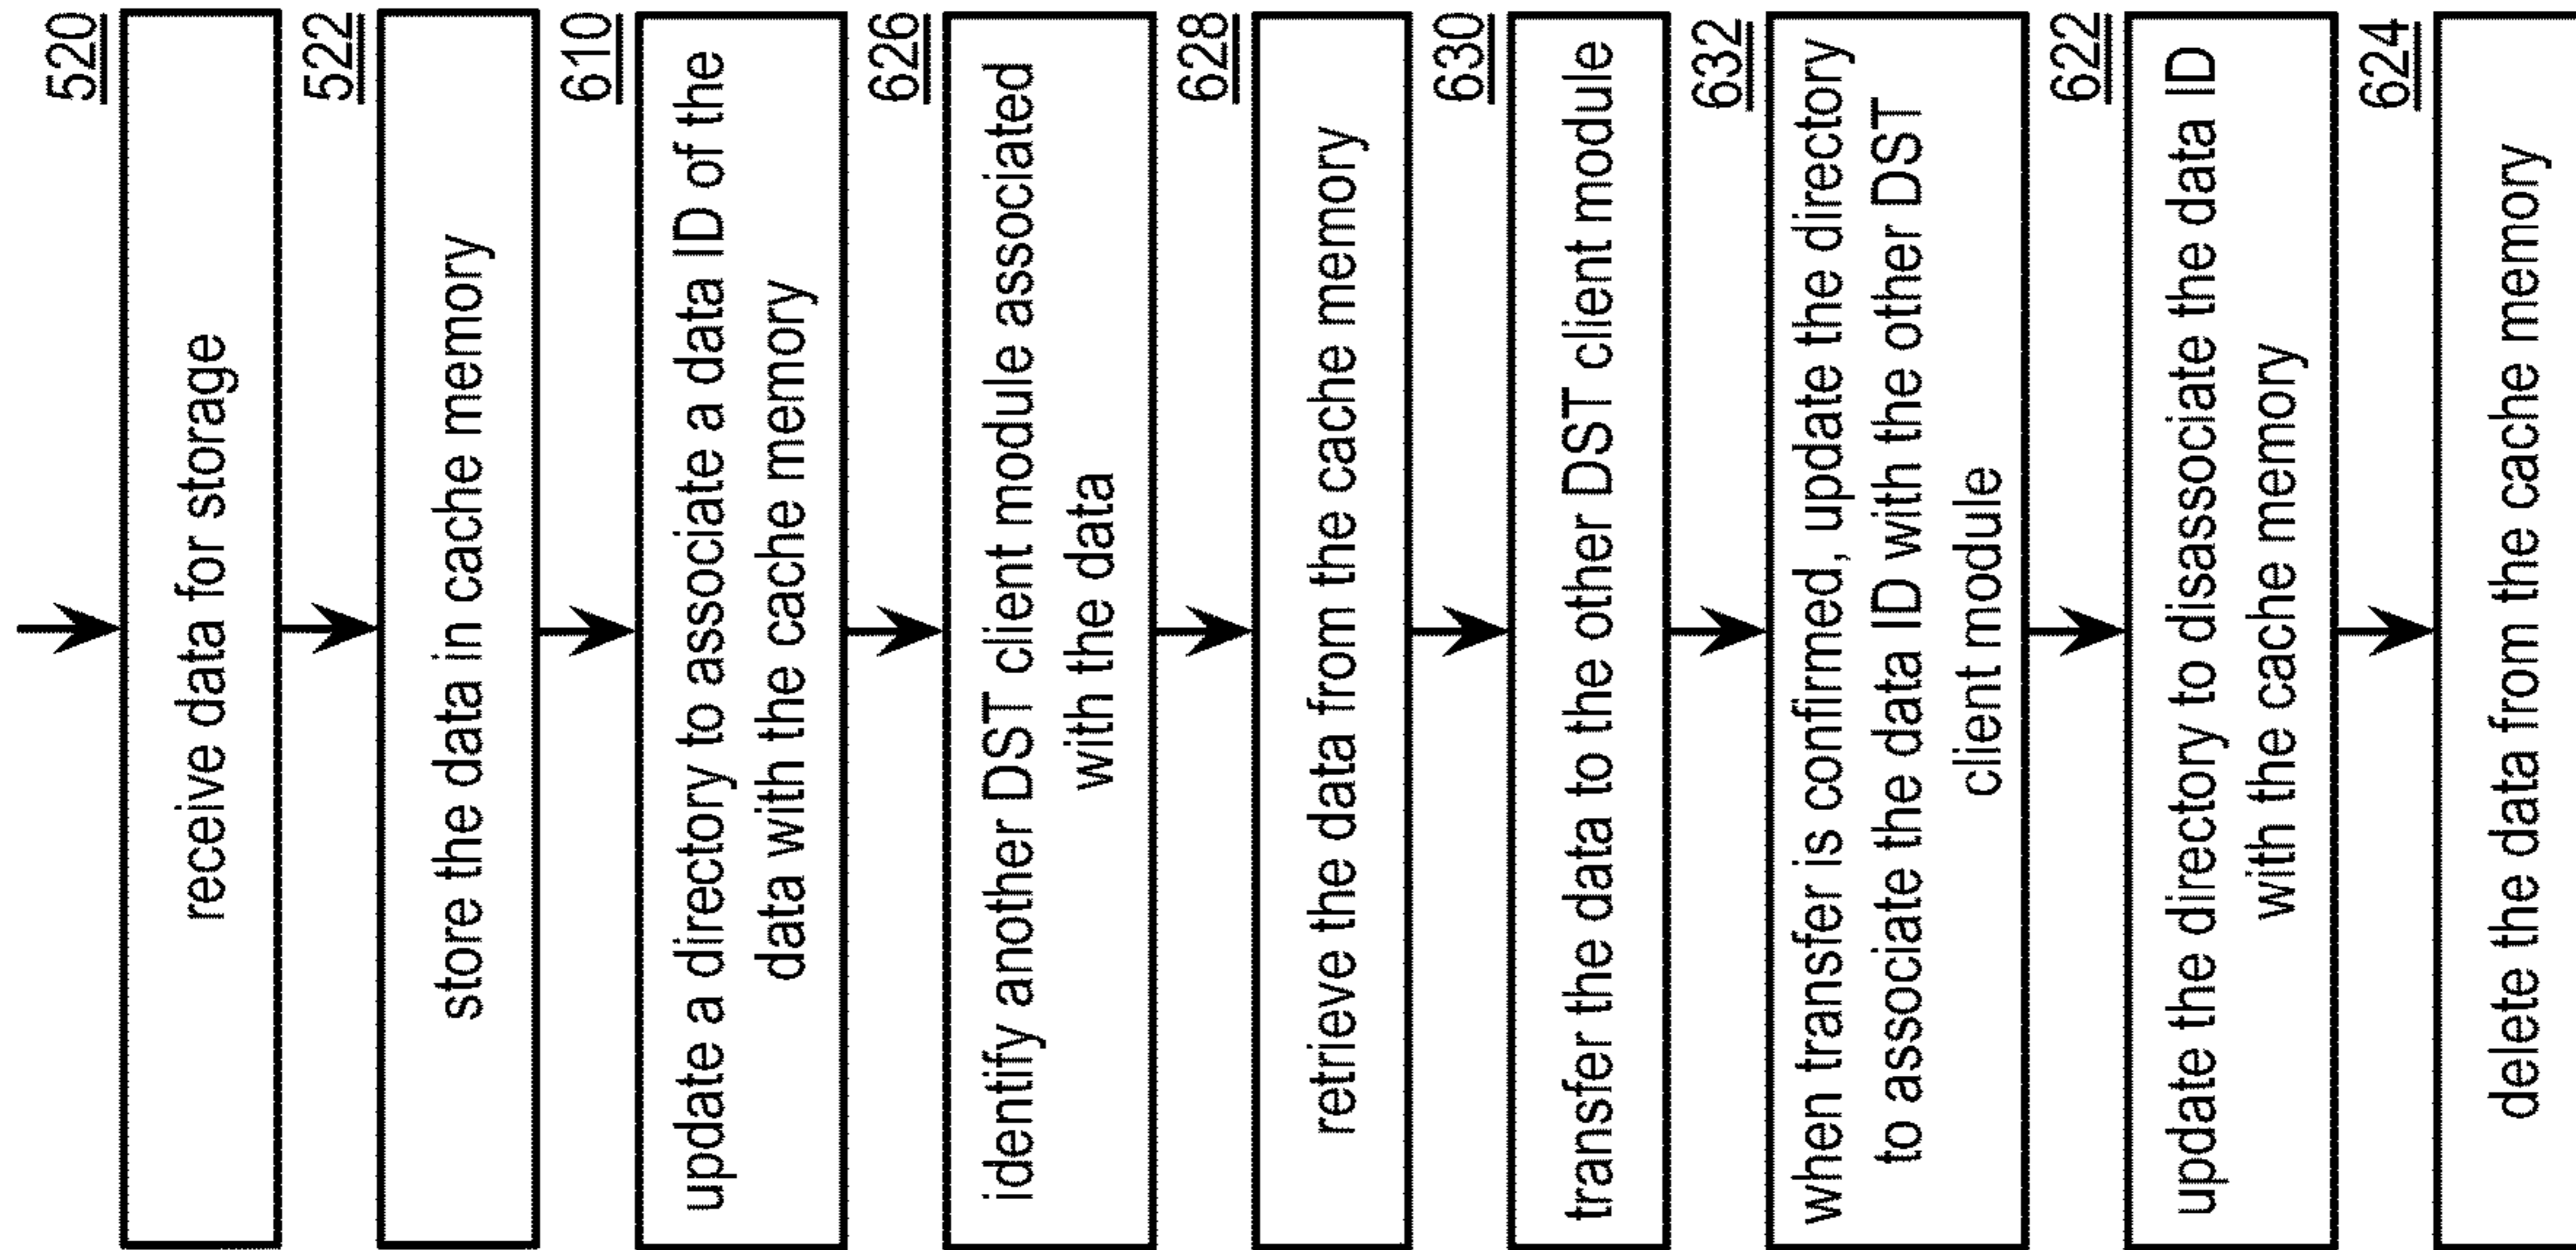 520
receive data for storage
522
store the data in cache memory
610
update a directory to associate a data ID of the
data with the cache memory
626
identify another DST client module associated
with the data
628
retrieve the data from the cache memory
630
transfer the data to the other DST client module
632
when transfer is confirmed, update the directory
to associate the data ID with the other DST
client module
622
update the directory to disassociate the data ID
with the cache memory
624
delete the data from the cache memory